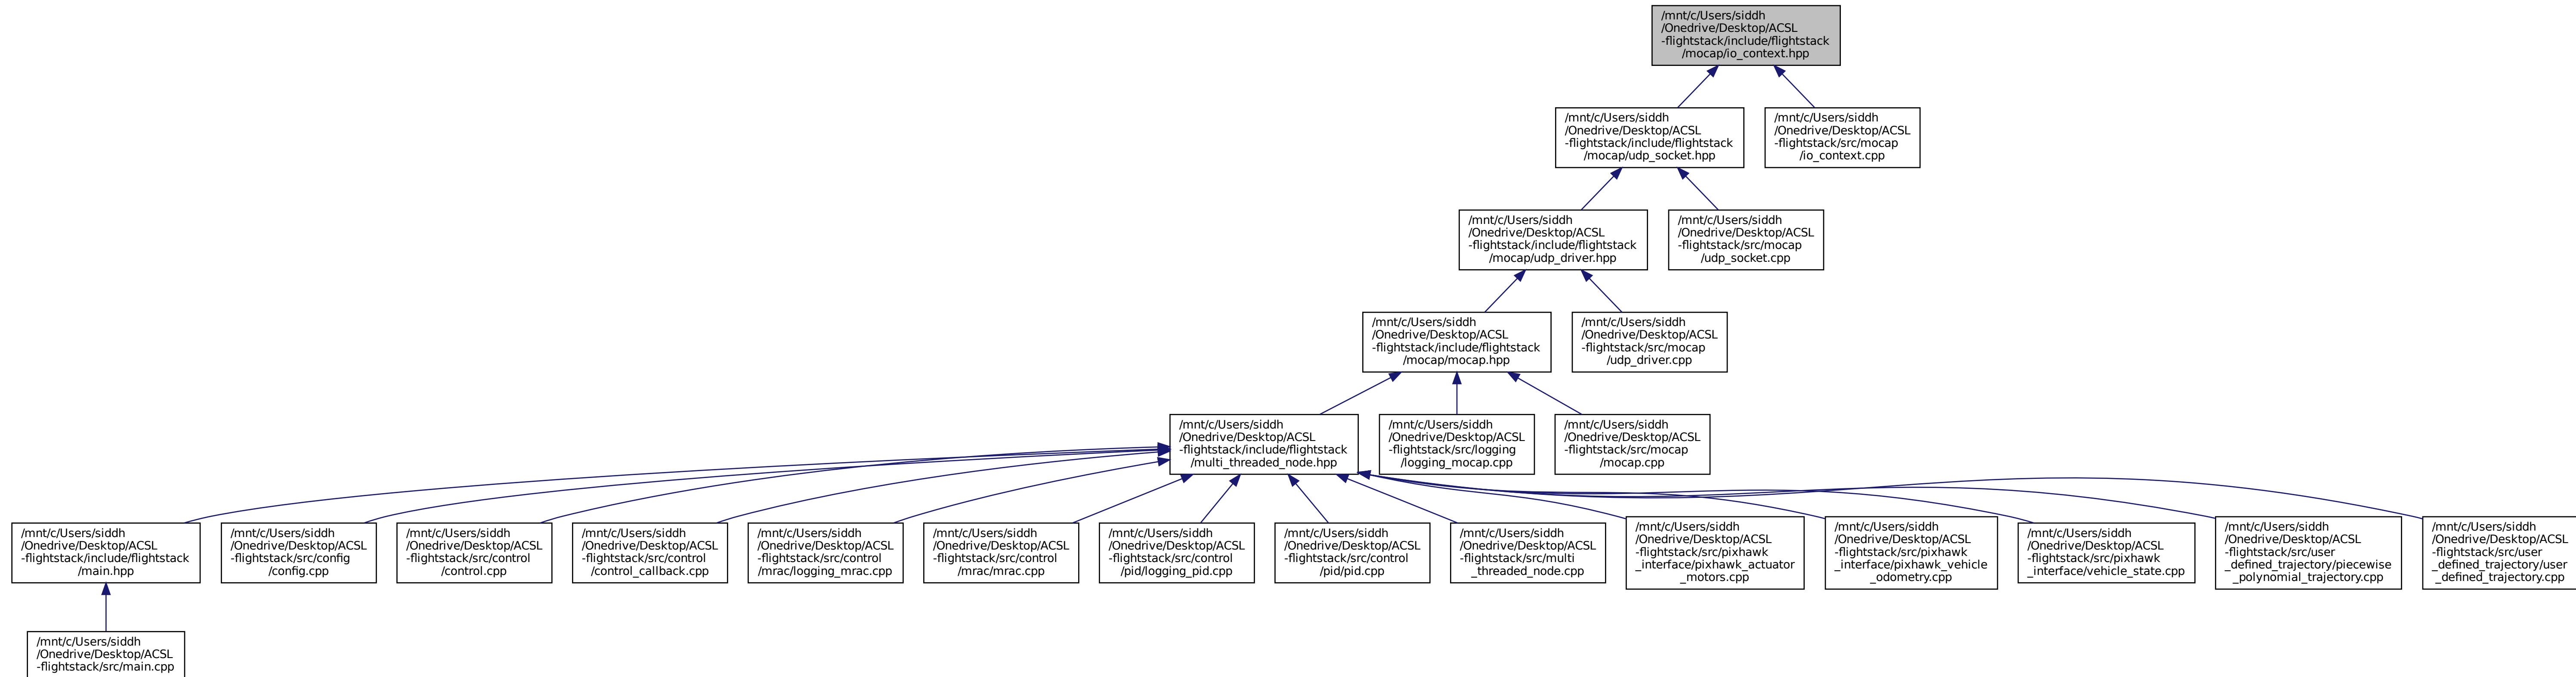 /mnt/c/Users/siddh
/Onedrive/Desktop/ACSL
-flightstack/include/flightstack
/mocap/io_context.hpp
/mnt/c/Users/siddh
/Onedrive/Desktop/ACSL
-flightstack/include/flightstack
/mocap/udp_socket.hpp
/mnt/c/Users/siddh
/Onedrive/Desktop/ACSL
-flightstack/src/mocap
/io_context.cpp
/mnt/c/Users/siddh
/Onedrive/Desktop/ACSL
-flightstack/include/flightstack
/mocap/udp_driver.hpp
/mnt/c/Users/siddh
/Onedrive/Desktop/ACSL
-flightstack/src/mocap
/udp_socket.cpp
/mnt/c/Users/siddh
/Onedrive/Desktop/ACSL
-flightstack/include/flightstack
/mocap/mocap.hpp
/mnt/c/Users/siddh
/Onedrive/Desktop/ACSL
-flightstack/src/mocap
/udp_driver.cpp
/mnt/c/Users/siddh
/Onedrive/Desktop/ACSL
-flightstack/include/flightstack
/multi_threaded_node.hpp
/mnt/c/Users/siddh
/Onedrive/Desktop/ACSL
-flightstack/src/logging
/logging_mocap.cpp
/mnt/c/Users/siddh
/Onedrive/Desktop/ACSL
-flightstack/src/mocap
/mocap.cpp
/mnt/c/Users/siddh
/Onedrive/Desktop/ACSL
-flightstack/include/flightstack
/main.hpp
/mnt/c/Users/siddh
/Onedrive/Desktop/ACSL
-flightstack/src/config
/config.cpp
/mnt/c/Users/siddh
/Onedrive/Desktop/ACSL
-flightstack/src/control
/control.cpp
/mnt/c/Users/siddh
/Onedrive/Desktop/ACSL
-flightstack/src/control
/control_callback.cpp
/mnt/c/Users/siddh
/Onedrive/Desktop/ACSL
-flightstack/src/control
/mrac/logging_mrac.cpp
/mnt/c/Users/siddh
/Onedrive/Desktop/ACSL
-flightstack/src/control
/mrac/mrac.cpp
/mnt/c/Users/siddh
/Onedrive/Desktop/ACSL
-flightstack/src/control
/pid/logging_pid.cpp
/mnt/c/Users/siddh
/Onedrive/Desktop/ACSL
-flightstack/src/control
/pid/pid.cpp
/mnt/c/Users/siddh
/Onedrive/Desktop/ACSL
-flightstack/src/multi
_threaded_node.cpp
/mnt/c/Users/siddh
/Onedrive/Desktop/ACSL
-flightstack/src/pixhawk
_interface/pixhawk_actuator
_motors.cpp
/mnt/c/Users/siddh
/Onedrive/Desktop/ACSL
-flightstack/src/pixhawk
_interface/pixhawk_vehicle
_odometry.cpp
/mnt/c/Users/siddh
/Onedrive/Desktop/ACSL
-flightstack/src/pixhawk
_interface/vehicle_state.cpp
/mnt/c/Users/siddh
/Onedrive/Desktop/ACSL
-flightstack/src/user
_defined_trajectory/piecewise
_polynomial_trajectory.cpp
/mnt/c/Users/siddh
/Onedrive/Desktop/ACSL
-flightstack/src/user
_defined_trajectory/user
_defined_trajectory.cpp
/mnt/c/Users/siddh
/Onedrive/Desktop/ACSL
-flightstack/src/main.cpp